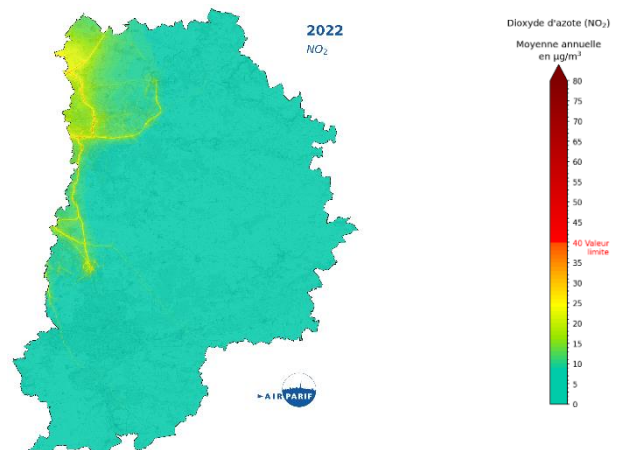 2022
NO₂
Dioxyde d'azote (NO₂)
Moyenne annuelle
en µg/m³
80
75
70
65
60
55
50
45
40 Valeur
limite
35
30
25
20
15
10
5
0
AIRPARIF